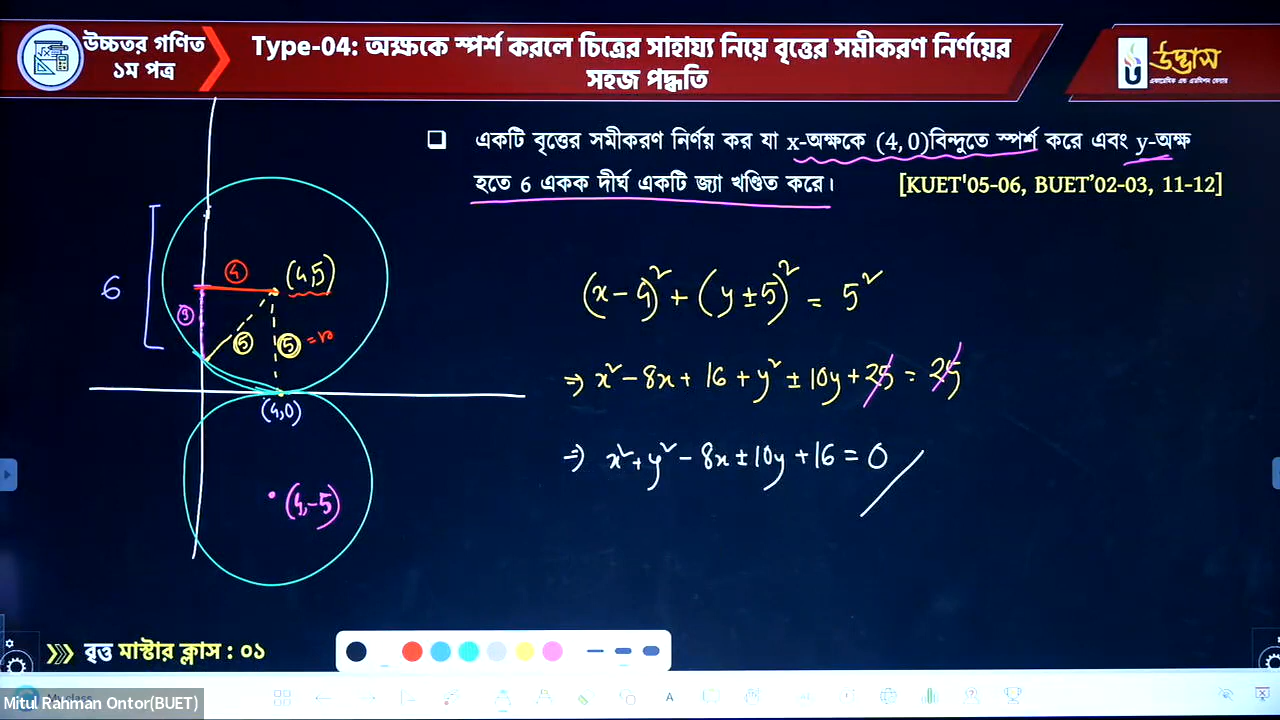 উচ্চতর গণিত
১ম পত্র
Type-04: অক্ষকে স্পর্শ করলে চিত্রের সাহায্য নিয়ে বৃত্তের সমীকরণ নির্ণয়ের
সহজ পদ্ধতি
উদ্ভাস
একাডেমিক এন্ড এডমিশন কেয়ার
❑ একটি বৃত্তের সমীকরণ নির্ণয় কর যা x-অক্ষকে (4, 0)বিন্দুতে স্পর্শ করে এবং y-অক্ষ
হতে 6 একক দীর্ঘ একটি জ্যা খণ্ডিত করে। [KUET'05-06, BUET'02-03, 11-12]
6
④
(4,5)
③
⑤
⑤ = r
(4,0)
(4,-5)
(x-4)² + (y±5)² = 5²
⇒ x² - 8x + 16 + y² ± 10y + 25 = 25
⇒ x² + y² - 8x ± 10y + 16 = 0
বৃত্ত মাস্টার ক্লাস : ০১
Mitul Rahman Ontor(BUET)